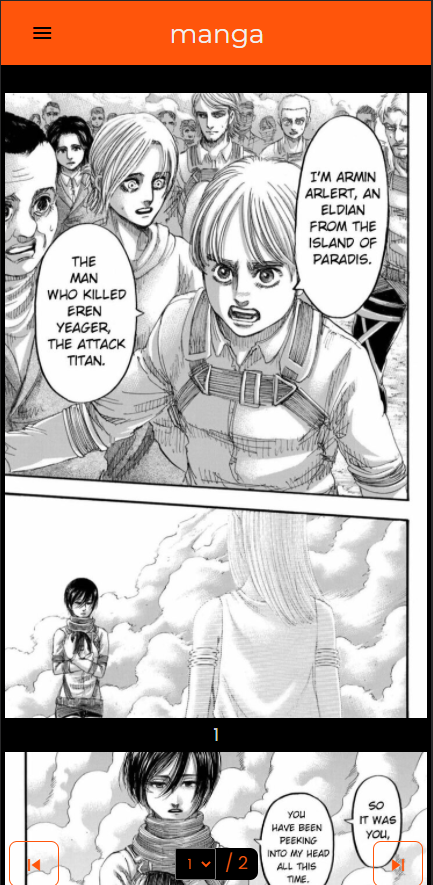 manga
I'M ARMIN
ARLERT, AN
ELDIAN
FROM THE
ISLAND OF
PARADIS.
THE
MAN
WHO KILLED
EREN
YEAGER,
THE ATTACK
TITAN.
1
SO
IT WAS
YOU,
YOU
HAVE BEEN
PEEKING
INTO MY HEAD
ALL THIS
TIME.
1 / 2